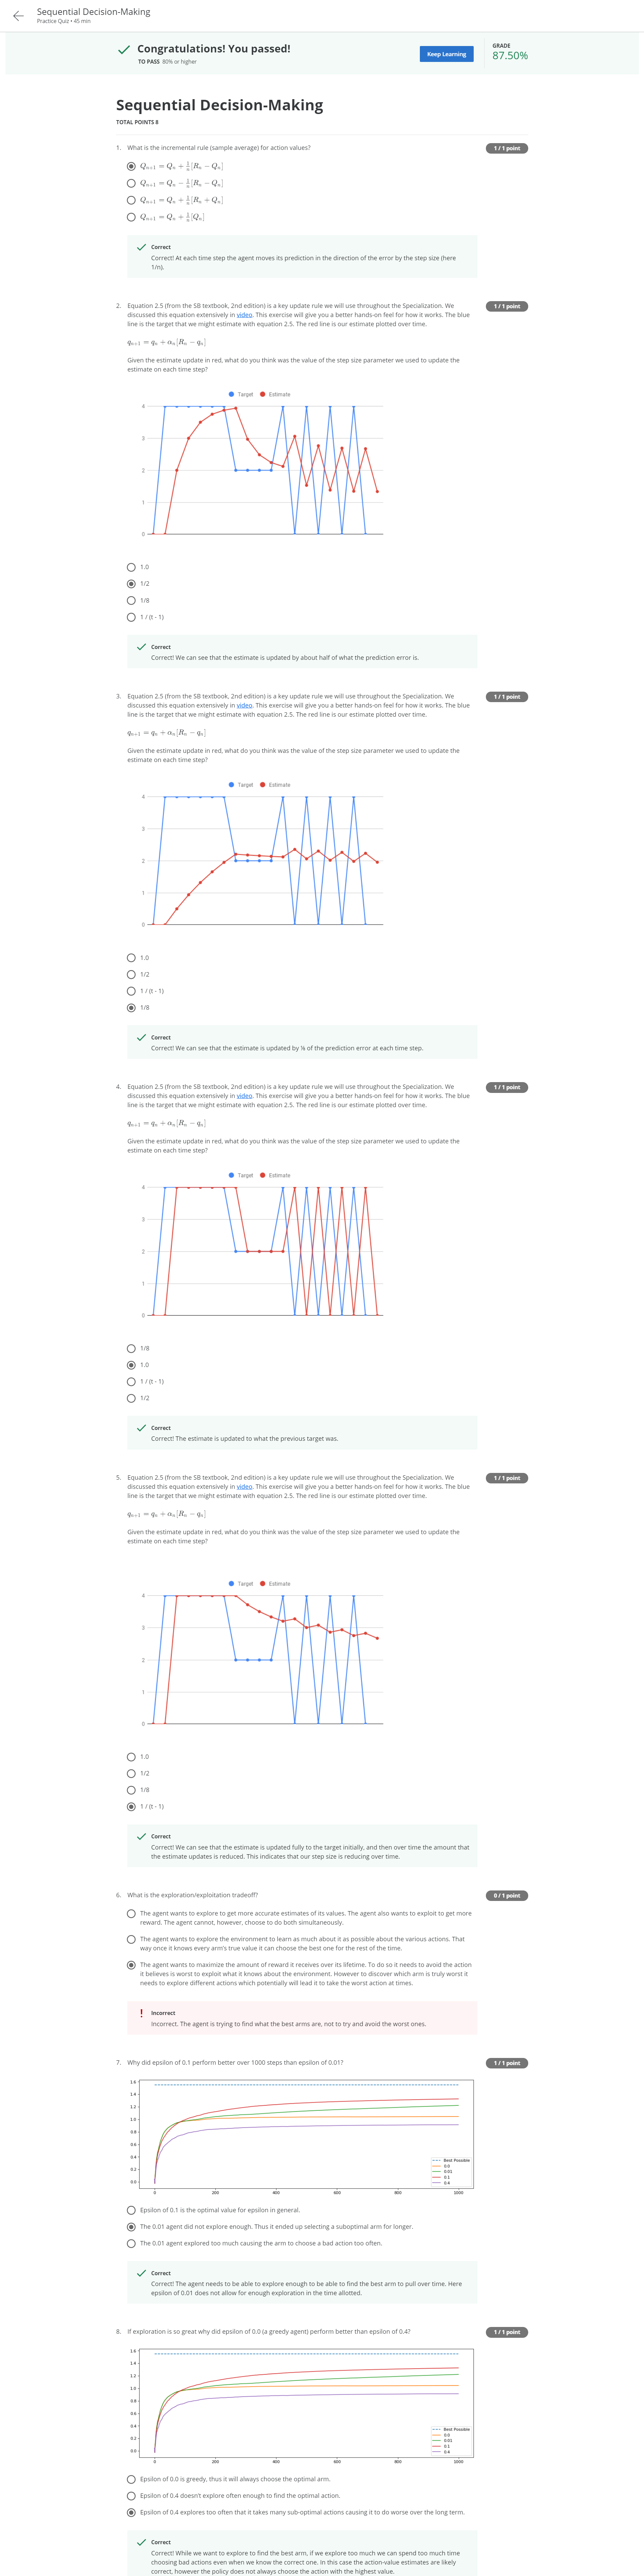 Sequential Decision-Making
Practice Quiz • 45 min
Congratulations! You passed!
TO PASS 80% or higher
Keep Learning
GRADE
87.50%
Sequential Decision-Making
TOTAL POINTS 8
1. What is the incremental rule (sample average) for action values?
1 / 1 point
Qn+1 = Qn + 1/n [Rn − Qn]
Qn+1 = Qn − 1/n [Rn − Qn]
Qn+1 = Qn + 1/n [Rn + Qn]
Qn+1 = Qn + 1/n [Qn]
Correct
Correct! At each time step the agent moves its prediction in the direction of the error by the step size (here
1/n).
2. Equation 2.5 (from the SB textbook, 2nd edition) is a key update rule we will use throughout the Specialization. We
discussed this equation extensively in video. This exercise will give you a better hands-on feel for how it works. The blue
line is the target that we might estimate with equation 2.5. The red line is our estimate plotted over time.
1 / 1 point
qn+1 = qn + αn[Rn − qn]
Given the estimate update in red, what do you think was the value of the step size parameter we used to update the
estimate on each time step?
Target Estimate
4
3
2
1
0
1.0
1/2
1/8
1 / (t - 1)
Correct
Correct! We can see that the estimate is updated by about half of what the prediction error is.
3. Equation 2.5 (from the SB textbook, 2nd edition) is a key update rule we will use throughout the Specialization. We
discussed this equation extensively in video. This exercise will give you a better hands-on feel for how it works. The blue
line is the target that we might estimate with equation 2.5. The red line is our estimate plotted over time.
1 / 1 point
qn+1 = qn + αn[Rn − qn]
Given the estimate update in red, what do you think was the value of the step size parameter we used to update the
estimate on each time step?
Target Estimate
4
3
2
1
0
1.0
1/2
1 / (t - 1)
1/8
Correct
Correct! We can see that the estimate is updated by ⅛ of the prediction error at each time step.
4. Equation 2.5 (from the SB textbook, 2nd edition) is a key update rule we will use throughout the Specialization. We
discussed this equation extensively in video. This exercise will give you a better hands-on feel for how it works. The blue
line is the target that we might estimate with equation 2.5. The red line is our estimate plotted over time.
1 / 1 point
qn+1 = qn + αn[Rn − qn]
Given the estimate update in red, what do you think was the value of the step size parameter we used to update the
estimate on each time step?
Target Estimate
4
3
2
1
0
1/8
1.0
1 / (t - 1)
1/2
Correct
Correct! The estimate is updated to what the previous target was.
5. Equation 2.5 (from the SB textbook, 2nd edition) is a key update rule we will use throughout the Specialization. We
discussed this equation extensively in video. This exercise will give you a better hands-on feel for how it works. The blue
line is the target that we might estimate with equation 2.5. The red line is our estimate plotted over time.
1 / 1 point
qn+1 = qn + αn[Rn − qn]
Given the estimate update in red, what do you think was the value of the step size parameter we used to update the
estimate on each time step?
Target Estimate
4
3
2
1
0
1.0
1/2
1/8
1 / (t - 1)
Correct
Correct! We can see that the estimate is updated fully to the target initially, and then over time the amount that
the estimate updates is reduced. This indicates that our step size is reducing over time.
6. What is the exploration/exploitation tradeoff?
0 / 1 point
The agent wants to explore to get more accurate estimates of its values. The agent also wants to exploit to get more
reward. The agent cannot, however, choose to do both simultaneously.
The agent wants to explore the environment to learn as much about it as possible about the various actions. That
way once it knows every arm's true value it can choose the best one for the rest of the time.
The agent wants to maximize the amount of reward it receives over its lifetime. To do so it needs to avoid the action
it believes is worst to exploit what it knows about the environment. However to discover which arm is truly worst it
needs to explore different actions which potentially will lead it to take the worst action at times.
Incorrect
Incorrect. The agent is trying to find what the best arms are, not to try and avoid the worst ones.
7. Why did epsilon of 0.1 perform better over 1000 steps than epsilon of 0.01?
1 / 1 point
1.6
1.4
1.2
1.0
0.8
0.6
0.4
0.2
0.0
Best Possible
0.0
0.01
0.1
0.4
0 200 400 600 800 1000
Epsilon of 0.1 is the optimal value for epsilon in general.
The 0.01 agent did not explore enough. Thus it ended up selecting a suboptimal arm for longer.
The 0.01 agent explored too much causing the arm to choose a bad action too often.
Correct
Correct! The agent needs to be able to explore enough to be able to find the best arm to pull over time. Here
epsilon of 0.01 does not allow for enough exploration in the time allotted.
8. If exploration is so great why did epsilon of 0.0 (a greedy agent) perform better than epsilon of 0.4?
1 / 1 point
1.6
1.4
1.2
1.0
0.8
0.6
0.4
0.2
0.0
Best Possible
0.0
0.01
0.1
0.4
0 200 400 600 800 1000
Epsilon of 0.0 is greedy, thus it will always choose the optimal arm.
Epsilon of 0.4 doesn't explore often enough to find the optimal action.
Epsilon of 0.4 explores too often that it takes many sub-optimal actions causing it to do worse over the long term.
Correct
Correct! While we want to explore to find the best arm, if we explore too much we can spend too much time
choosing bad actions even when we know the correct one. In this case the action-value estimates are likely
correct, however the policy does not always choose the action with the highest value.